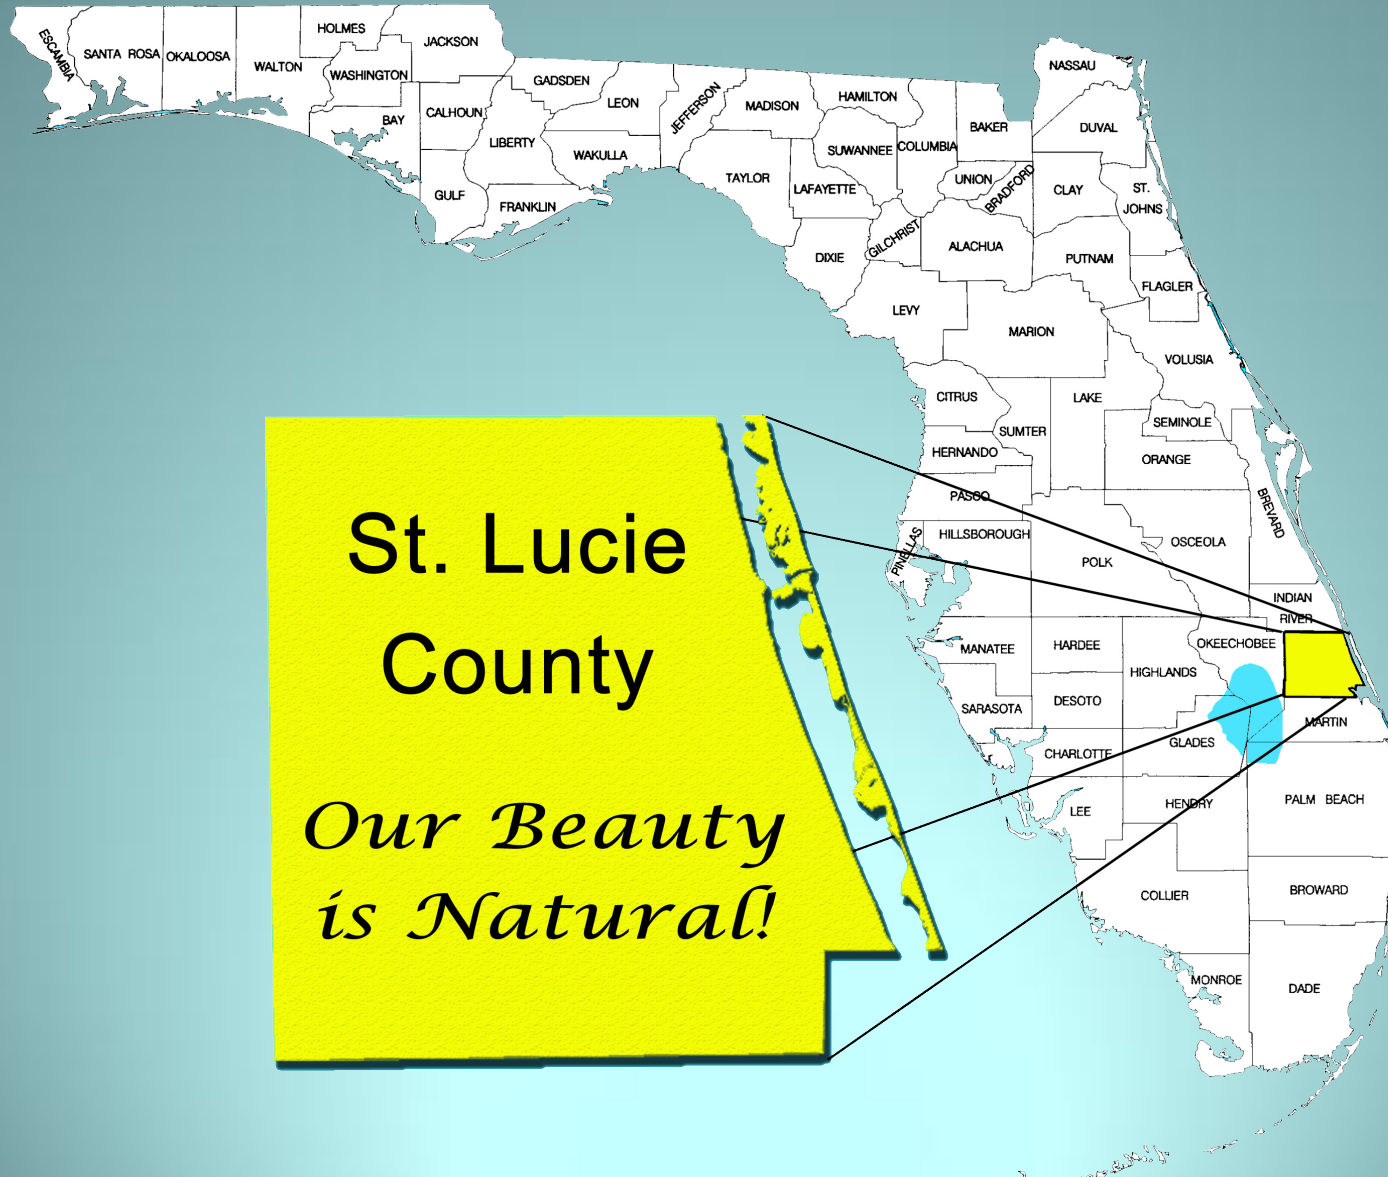 HOLMES
JACKSON
ESCAMBIA
SANTA ROSA
OKALOOSA
WALTON
WASHINGTON
BAY
CALHOUN
GADSDEN
LEON
LIBERTY
WAKULLA
GULF
FRANKLIN
JEFFERSON
MADISON
HAMILTON
TAYLOR
SUWANNEE
LAFAYETTE
COLUMBIA
BAKER
NASSAU
DUVAL
UNION
BRADFORD
CLAY
ST.
JOHNS
DIXIE
GILCHRIST
ALACHUA
PUTNAM
FLAGLER
LEVY
MARION
VOLUSIA
CITRUS
SUMTER
LAKE
SEMINOLE
HERNANDO
ORANGE
PASCO
BREVARD
PINELLAS
HILLSBOROUGH
POLK
OSCEOLA
INDIAN
RIVER
MANATEE
HARDEE
HIGHLANDS
OKEECHOBEE
SARASOTA
DESOTO
MARTIN
CHARLOTTE
GLADES
LEE
HENDRY
PALM BEACH
COLLIER
BROWARD
MONROE
DADE
St. Lucie
County
Our Beauty
is Natural!